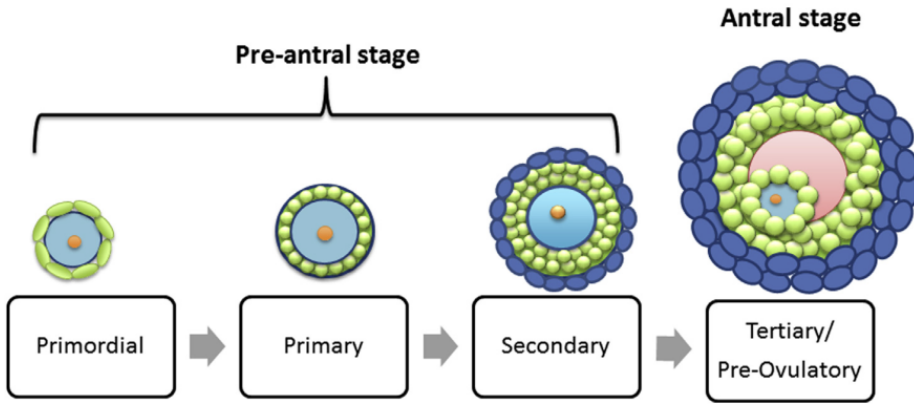 Antral stage
Pre-antral stage
Primordial
Primary
Secondary
Tertiary/
Pre-Ovulatory